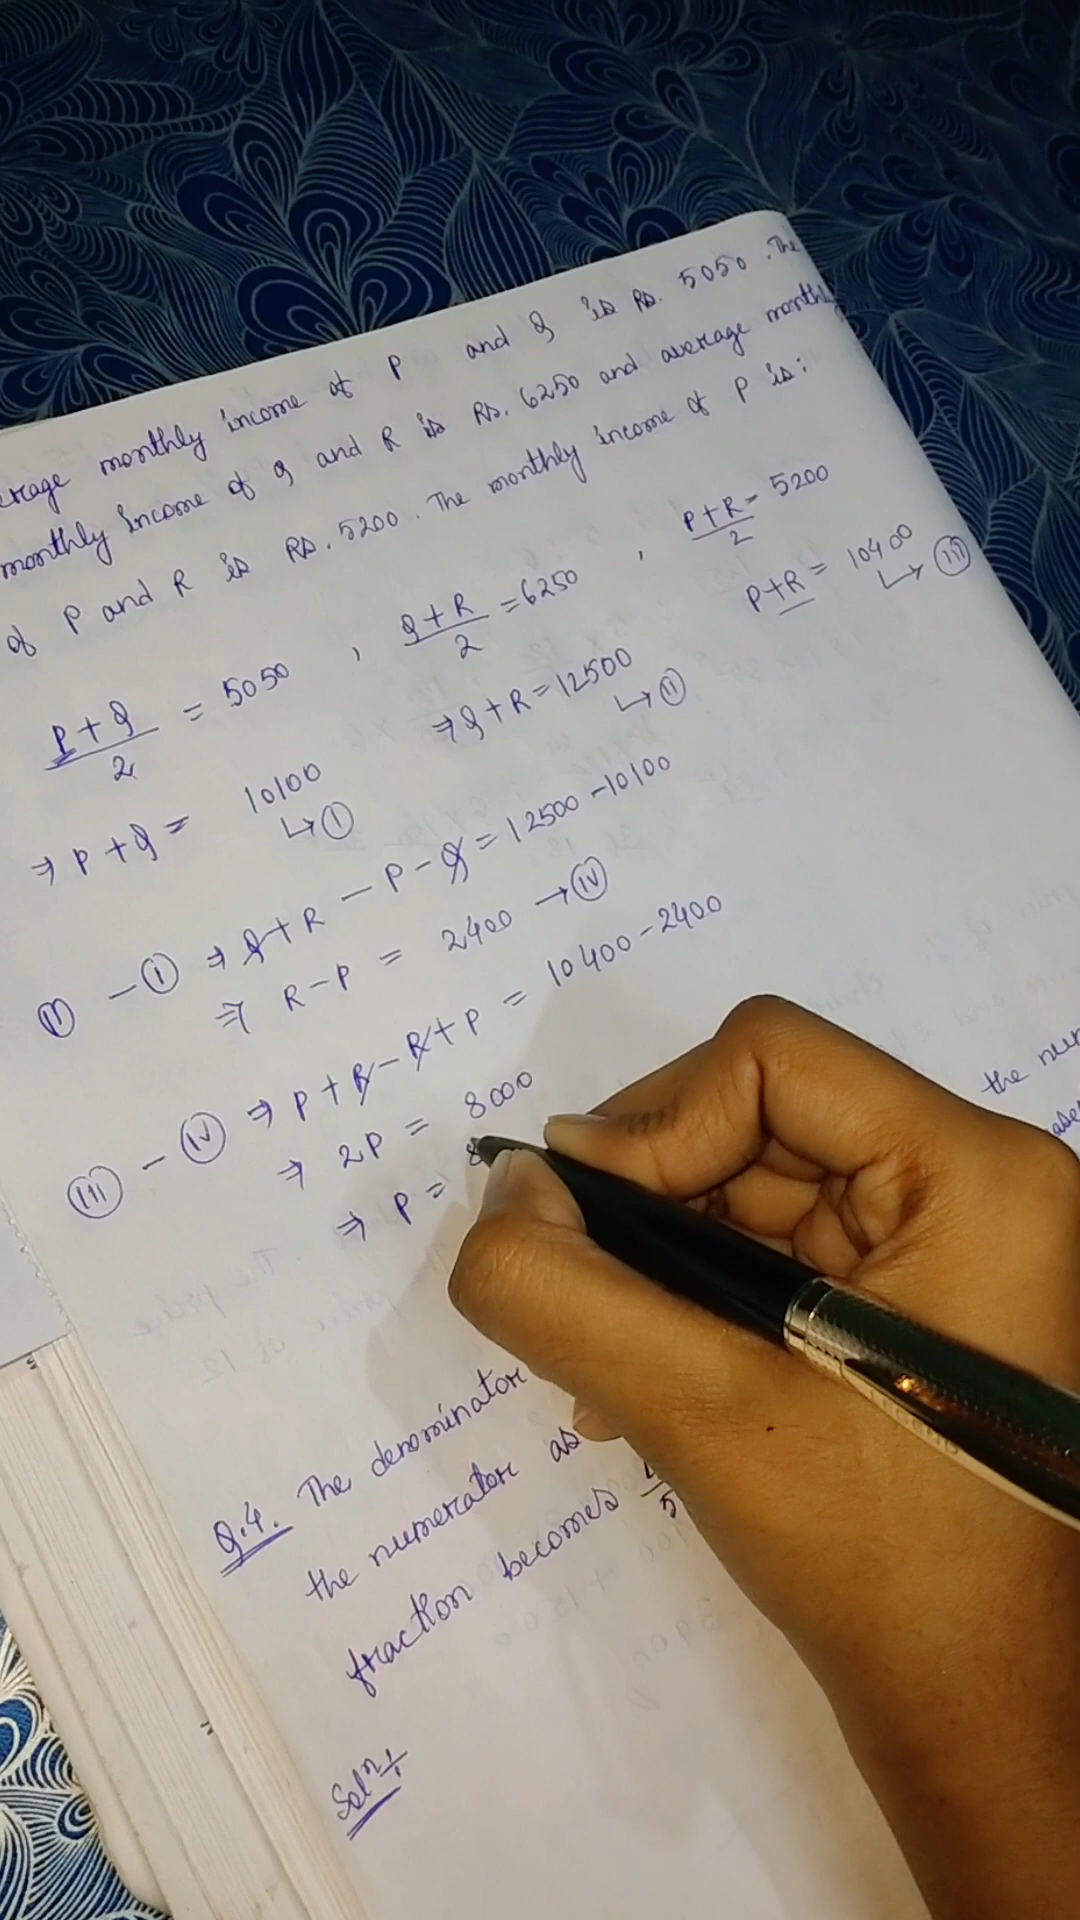 monthly income of P and Q is Rs. 5050. The
monthly income of Q and R is Rs. 6250 and average monthly
of P and R is Rs. 5200. The monthly income of P is:
P+Q/2 = 5050 , Q+R/2 = 6250 , P+R/2 = 5200
⇒ P+Q = 10100 ↳ (I) ⇒ Q+R = 12500 ↳ (II) P+R = 10400 ↳ (III)
(II) - (I) ⇒ Q+R - P - Q = 12500 - 10100
⇒ R-P = 2400 → (IV)
(III) - (IV) ⇒ P+R-R+P = 10400-2400
⇒ 2P = 8000
⇒ P = 8
Q.4. The denominator the
the numerator as
fraction becomes 5
Solⁿ: